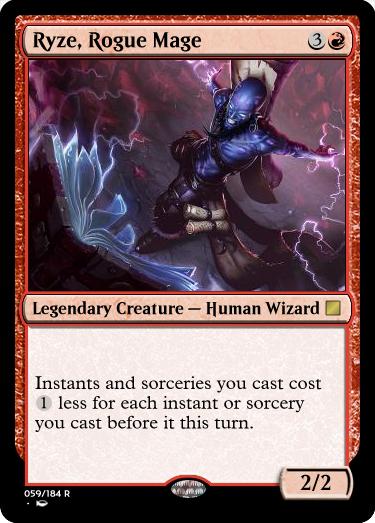 Ryze, Rogue Mage 3
Legendary Creature — Human Wizard
Instants and sorceries you cast cost
1 less for each instant or sorcery
you cast before it this turn.
2/2
059/184 R